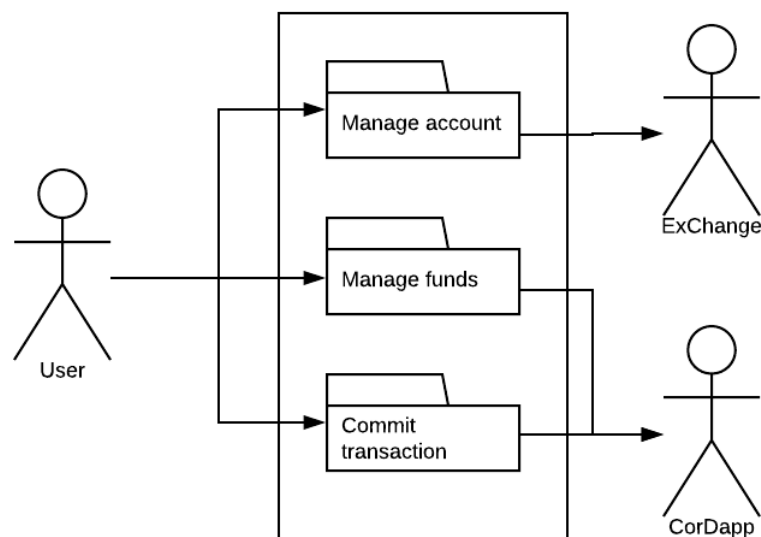 Manage account
ExChange
Manage funds
User
Commit
transaction
CorDapp